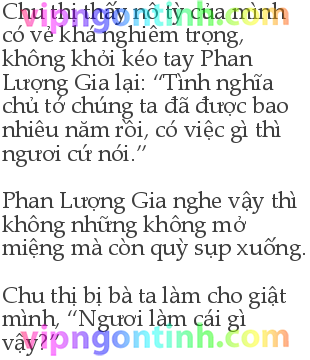 Chu thị thấy nô tỳ của mình
có vẻ khá nghiêm trọng,
không khỏi kéo tay Phan
Lượng Gia lại: “Tình nghĩa
chủ tớ chúng ta đã được bao
nhiêu năm rồi, có việc gì thì
ngươi cứ nói.”
Phan Lượng Gia nghe vậy thì
không những không mở
miệng mà còn quỳ sụp xuống.
Chu thị bị bà ta làm cho giật
mình, “Ngươi làm cái gì
vậy?”
vipngontinh.com
vipngontinh.com